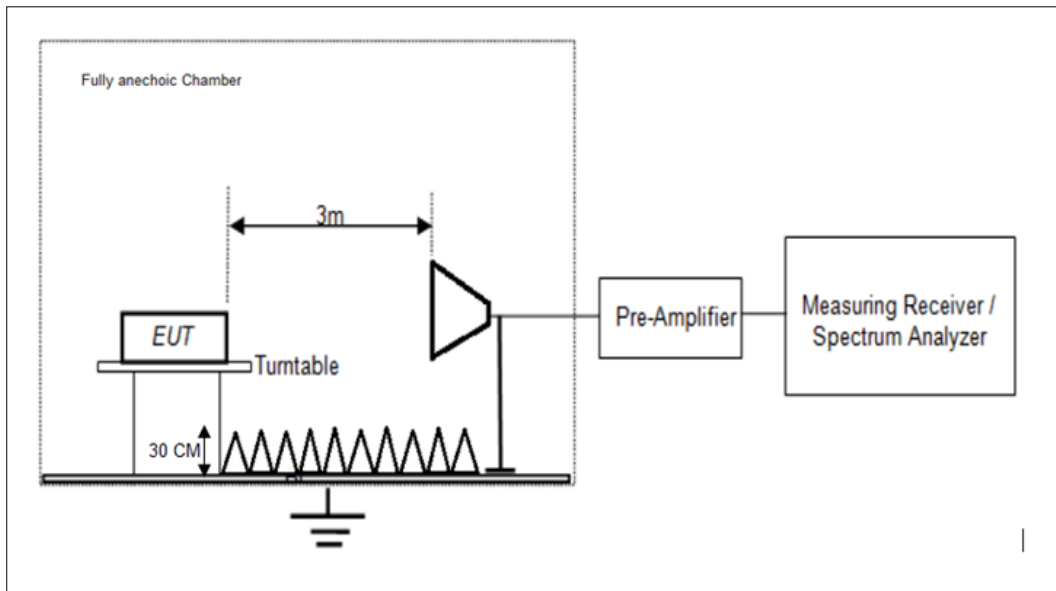 Fully anechoic Chamber
3m
EUT
Turntable
30 CM
Pre-Amplifier
Measuring Receiver /
Spectrum Analyzer